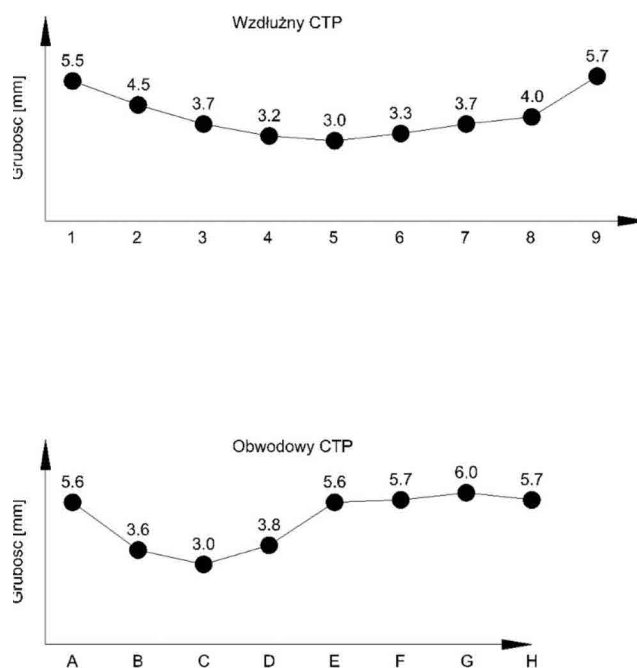 Wzdłużny CTP
Grubosc [mm]
5.5 4.5 3.7 3.2 3.0 3.3 3.7 4.0 5.7
1 2 3 4 5 6 7 8 9
Obwodowy CTP
Grubosc [mm]
5.6 3.6 3.0 3.8 5.6 5.7 6.0 5.7
A B C D E F G H